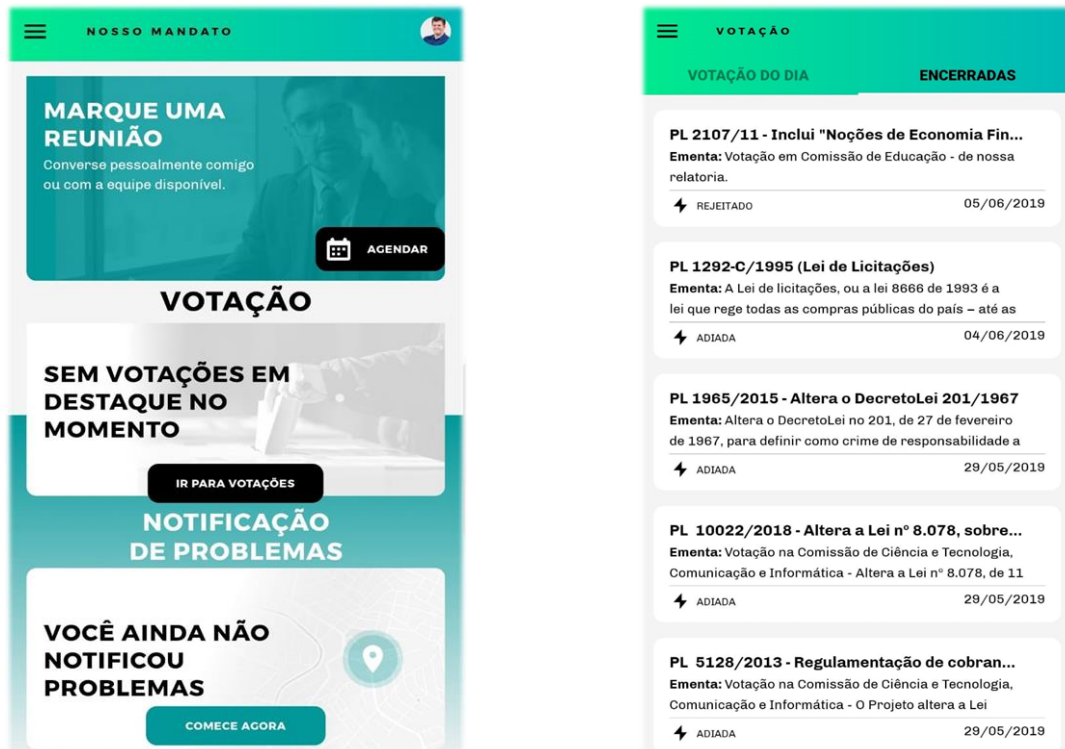 NOSSO MANDATO
MARQUE UMA
REUNIÃO
Converse pessoalmente comigo
ou com a equipe disponível.
AGENDAR
VOTAÇÃO
SEM VOTAÇÕES EM
DESTAQUE NO
MOMENTO
IR PARA VOTAÇÕES
NOTIFICAÇÃO
DE PROBLEMAS
VOCÊ AINDA NÃO
NOTIFICOU
PROBLEMAS
COMECE AGORA
VOTAÇÃO
VOTAÇÃO DO DIA ENCERRADAS
PL 2107/11 - Inclui "Noções de Economia Fin...
Ementa: Votação em Comissão de Educação - de nossa
relatoria.
REJEITADO 05/06/2019
PL 1292-C/1995 (Lei de Licitações)
Ementa: A Lei de licitações, ou a lei 8666 de 1993 é a
lei que rege todas as compras públicas do país – até as
ADIADA 04/06/2019
PL 1965/2015 - Altera o DecretoLei 201/1967
Ementa: Altera o DecretoLei no 201, de 27 de fevereiro
de 1967, para definir como crime de responsabilidade a
ADIADA 29/05/2019
PL 10022/2018 - Altera a Lei nº 8.078, sobre...
Ementa: Votação na Comissão de Ciência e Tecnologia,
Comunicação e Informática - Altera a Lei nº 8.078, de 11
ADIADA 29/05/2019
PL 5128/2013 - Regulamentação de cobran...
Ementa: Votação na Comissão de Ciência e Tecnologia,
Comunicação e Informática - O Projeto altera a Lei
ADIADA 29/05/2019